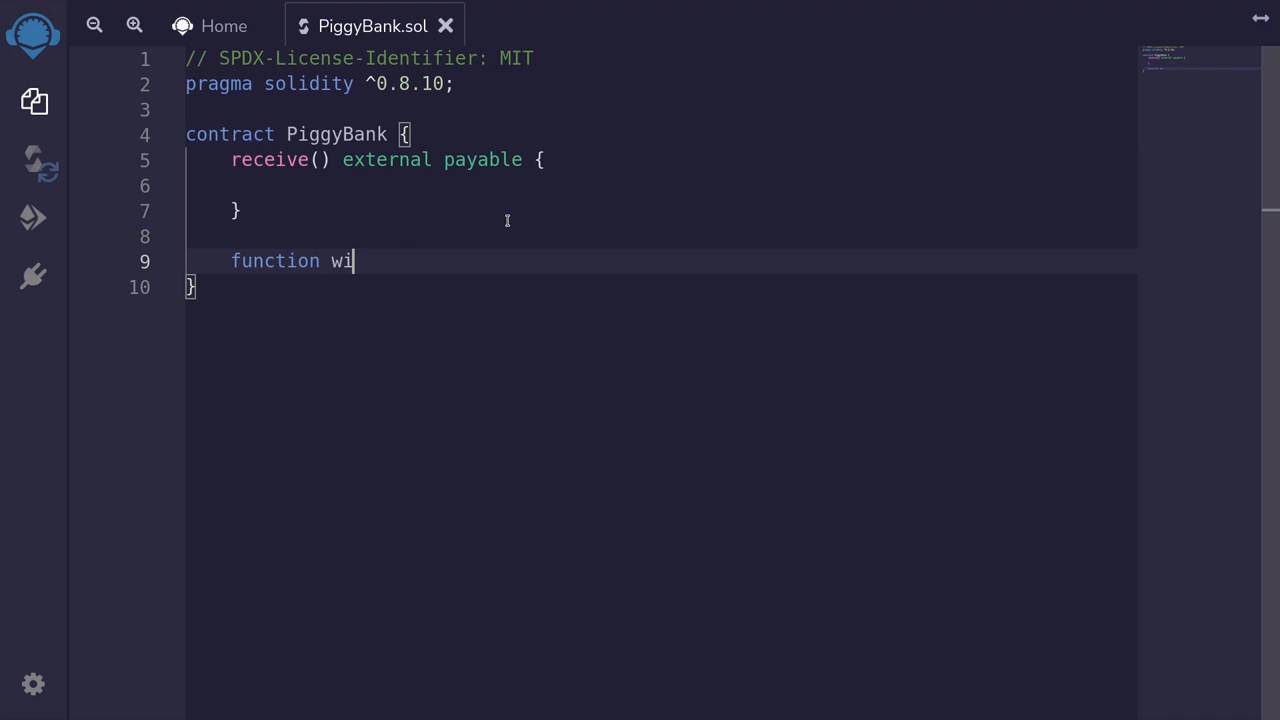 Home
PiggyBank.sol
1 // SPDX-License-Identifier: MIT
2 pragma solidity ^0.8.10;
3
4 contract PiggyBank {
5     receive() external payable {
6
7     }
8
9     function wi
10 }